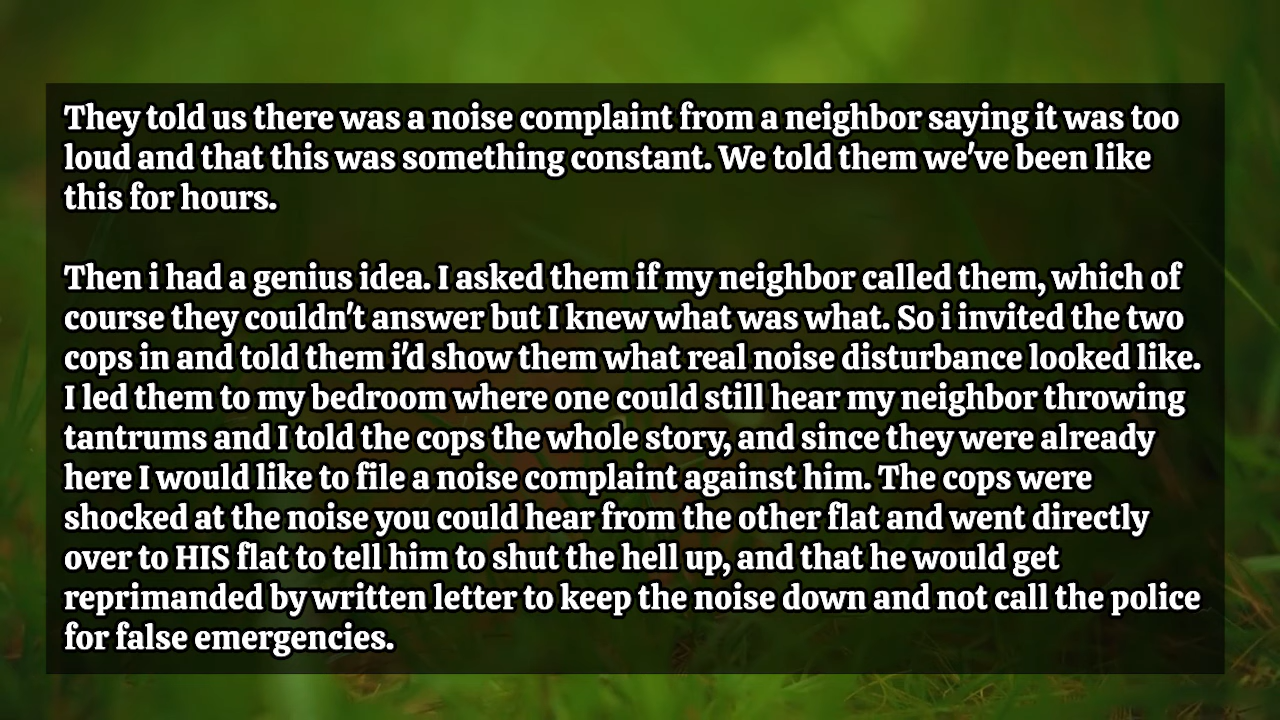 They told us there was a noise complaint from a neighbor saying it was too
loud and that this was something constant. We told them we've been like
this for hours.
Then i had a genius idea. I asked them if my neighbor called them, which of
course they couldn't answer but I knew what was what. So i invited the two
cops in and told them i'd show them what real noise disturbance looked like.
I led them to my bedroom where one could still hear my neighbor throwing
tantrums and I told the cops the whole story, and since they were already
here I would like to file a noise complaint against him. The cops were
shocked at the noise you could hear from the other flat and went directly
over to HIS flat to tell him to shut the hell up, and that he would get
reprimanded by written letter to keep the noise down and not call the police
for false emergencies.